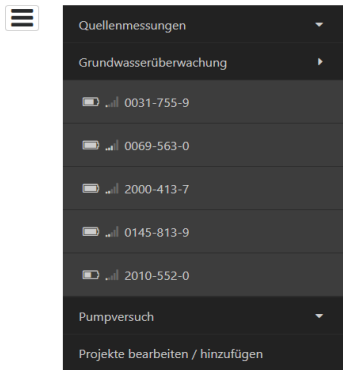 Quellenmessungen
Grundwasserüberwachung
0031-755-9
0069-563-0
2000-413-7
0145-813-9
2010-552-0
Pumpversuch
Projekte bearbeiten / hinzufügen